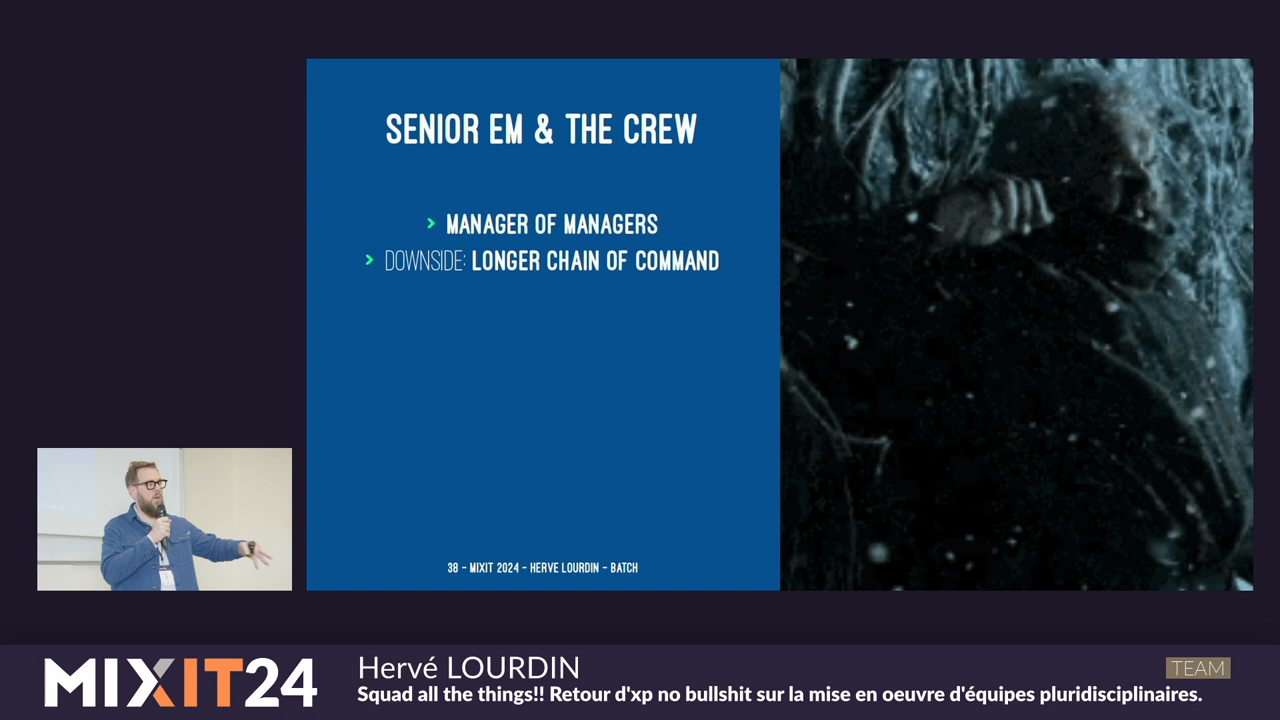 SENIOR EM & THE CREW
> MANAGER OF MANAGERS
> DOWNSIDE: LONGER CHAIN OF COMMAND
38 - MIXIT 2024 - HERVE LOURDIN - BATCH
MIXIT24
Hervé LOURDIN
TEAM
Squad all the things!! Retour d'xp no bullshit sur la mise en oeuvre d'équipes pluridisciplinaires.